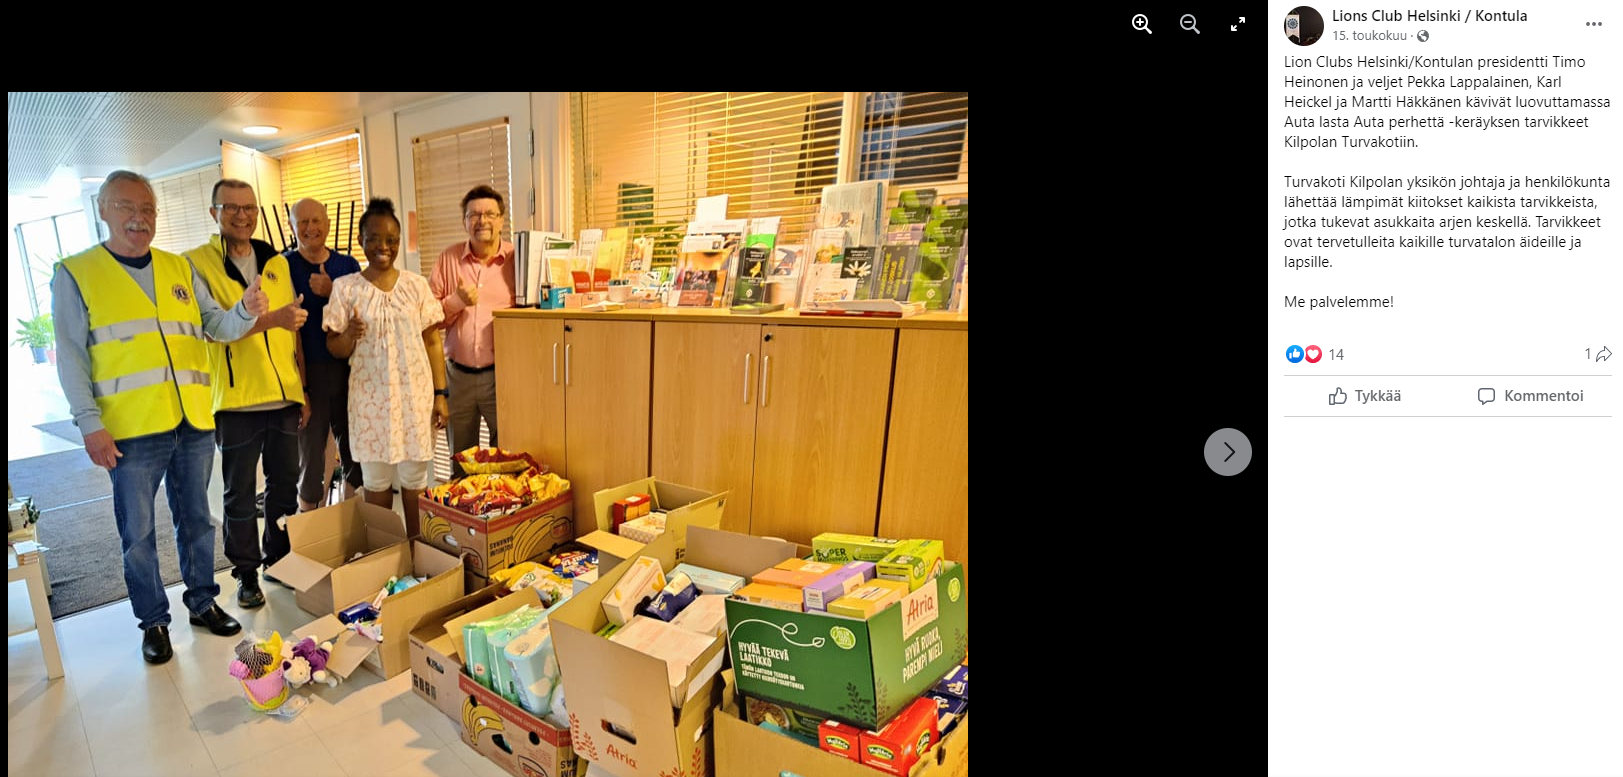 Lions Club Helsinki / Kontula
15. toukokuu ·
Lion Clubs Helsinki/Kontulan presidentti Timo
Heinonen ja veljet Pekka Lappalainen, Karl
Heickel ja Martti Häkkänen kävivät luovuttamassa
Auta lasta Auta perhettä -keräyksen tarvikkeet
Kilpolan Turvakotiin.
Turvakoti Kilpolan yksikön johtaja ja henkilökunta
lähettää lämpimät kiitokset kaikista tarvikkeista,
jotka tukevat asukkaita arjen keskellä. Tarvikkeet
ovat tervetulleita kaikille turvatalon äideille ja
lapsille.
Me palvelemme!
14
1
Tykkää
Kommentoi
SUPER
Atria
HYVÄÄ TEKEVÄ
LAATIKKO
HYVÄ RUOKA,
PAREMPI MIELI
Atria